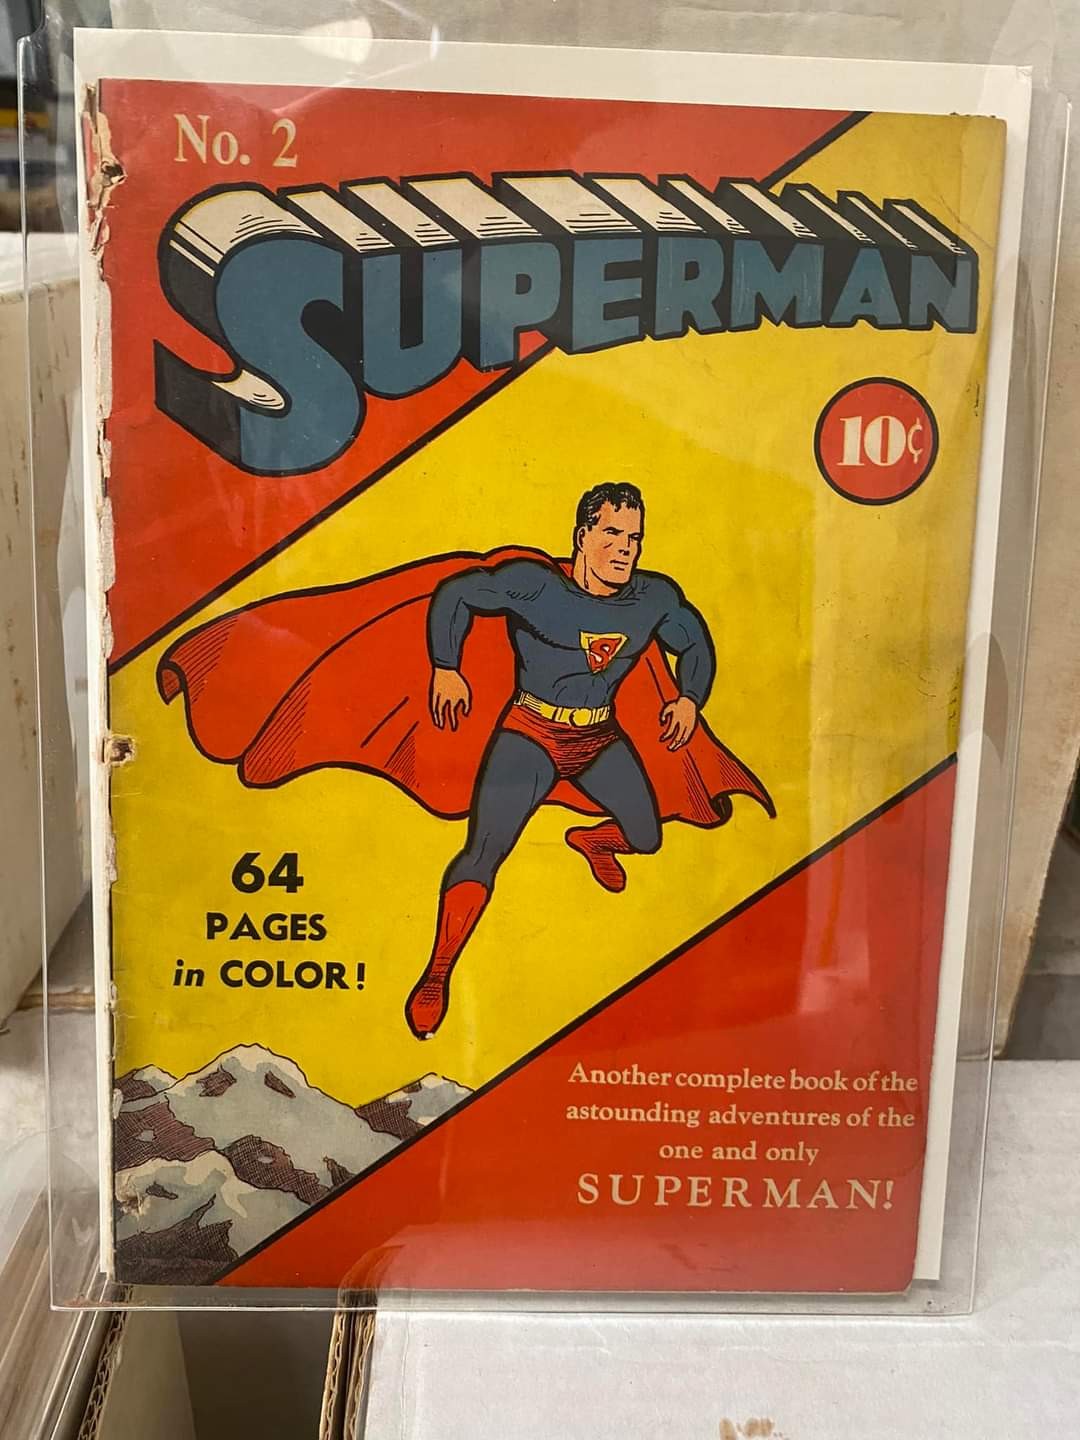 No. 2
SUPERMAN
10¢
S
64
PAGES
in COLOR!
Another complete book of the
astounding adventures of the
one and only
SUPERMAN!